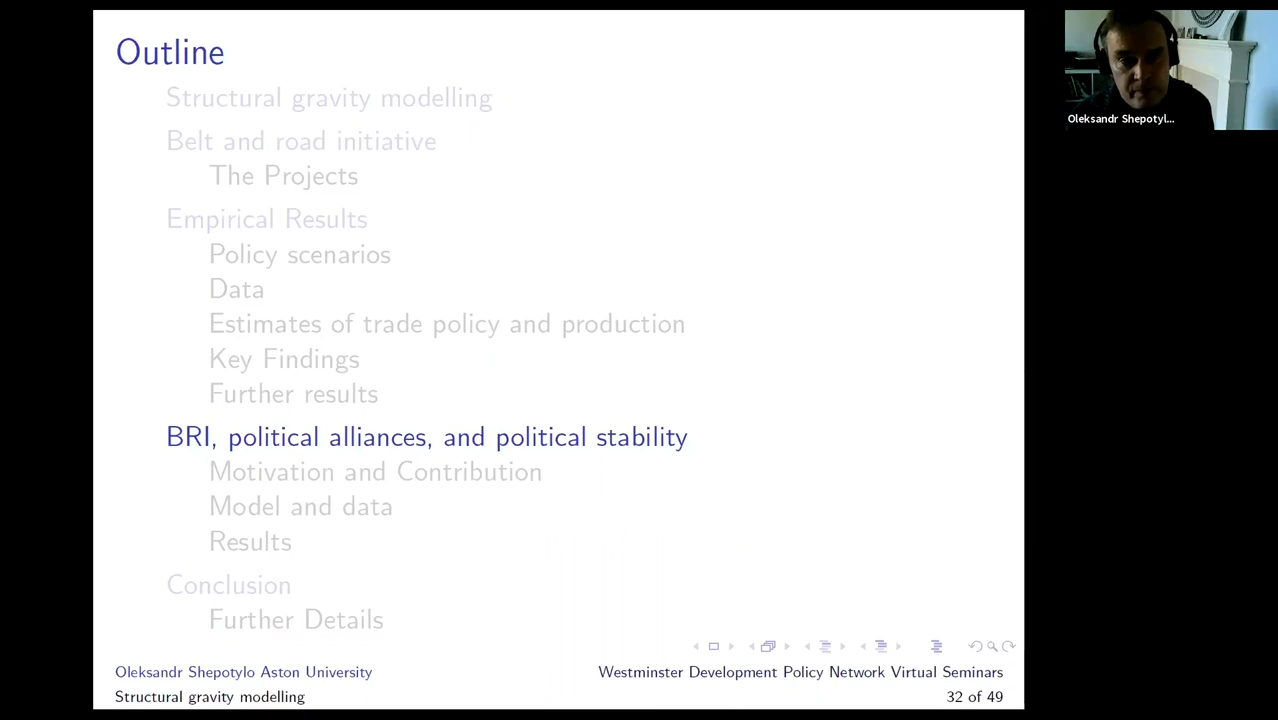 Outline
Structural gravity modelling
Belt and road initiative
The Projects
Empirical Results
Policy scenarios
Data
Estimates of trade policy and production
Key Findings
Further results
BRI, political alliances, and political stability
Motivation and Contribution
Model and data
Results
Conclusion
Further Details
Oleksandr Shepotylo Aston University
Westminster Development Policy Network Virtual Seminars
Structural gravity modelling
32 of 49
Oleksandr Shepotyl...